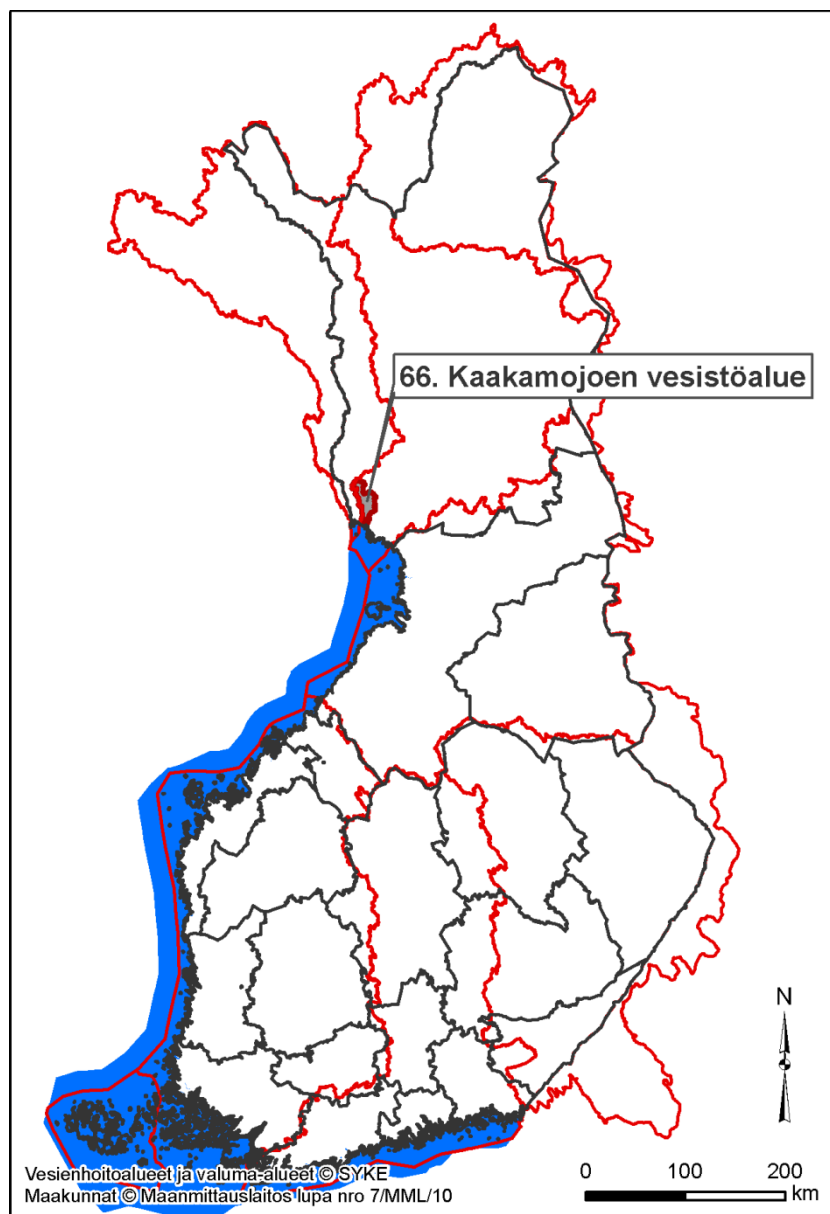 66. Kaakamojoen vesistöalue
N
Vesienhoitoalueet ja valuma-alueet © SYKE
Maakunnat © Maanmittauslaitos lupa nro 7/MML/10
0 100 200
km